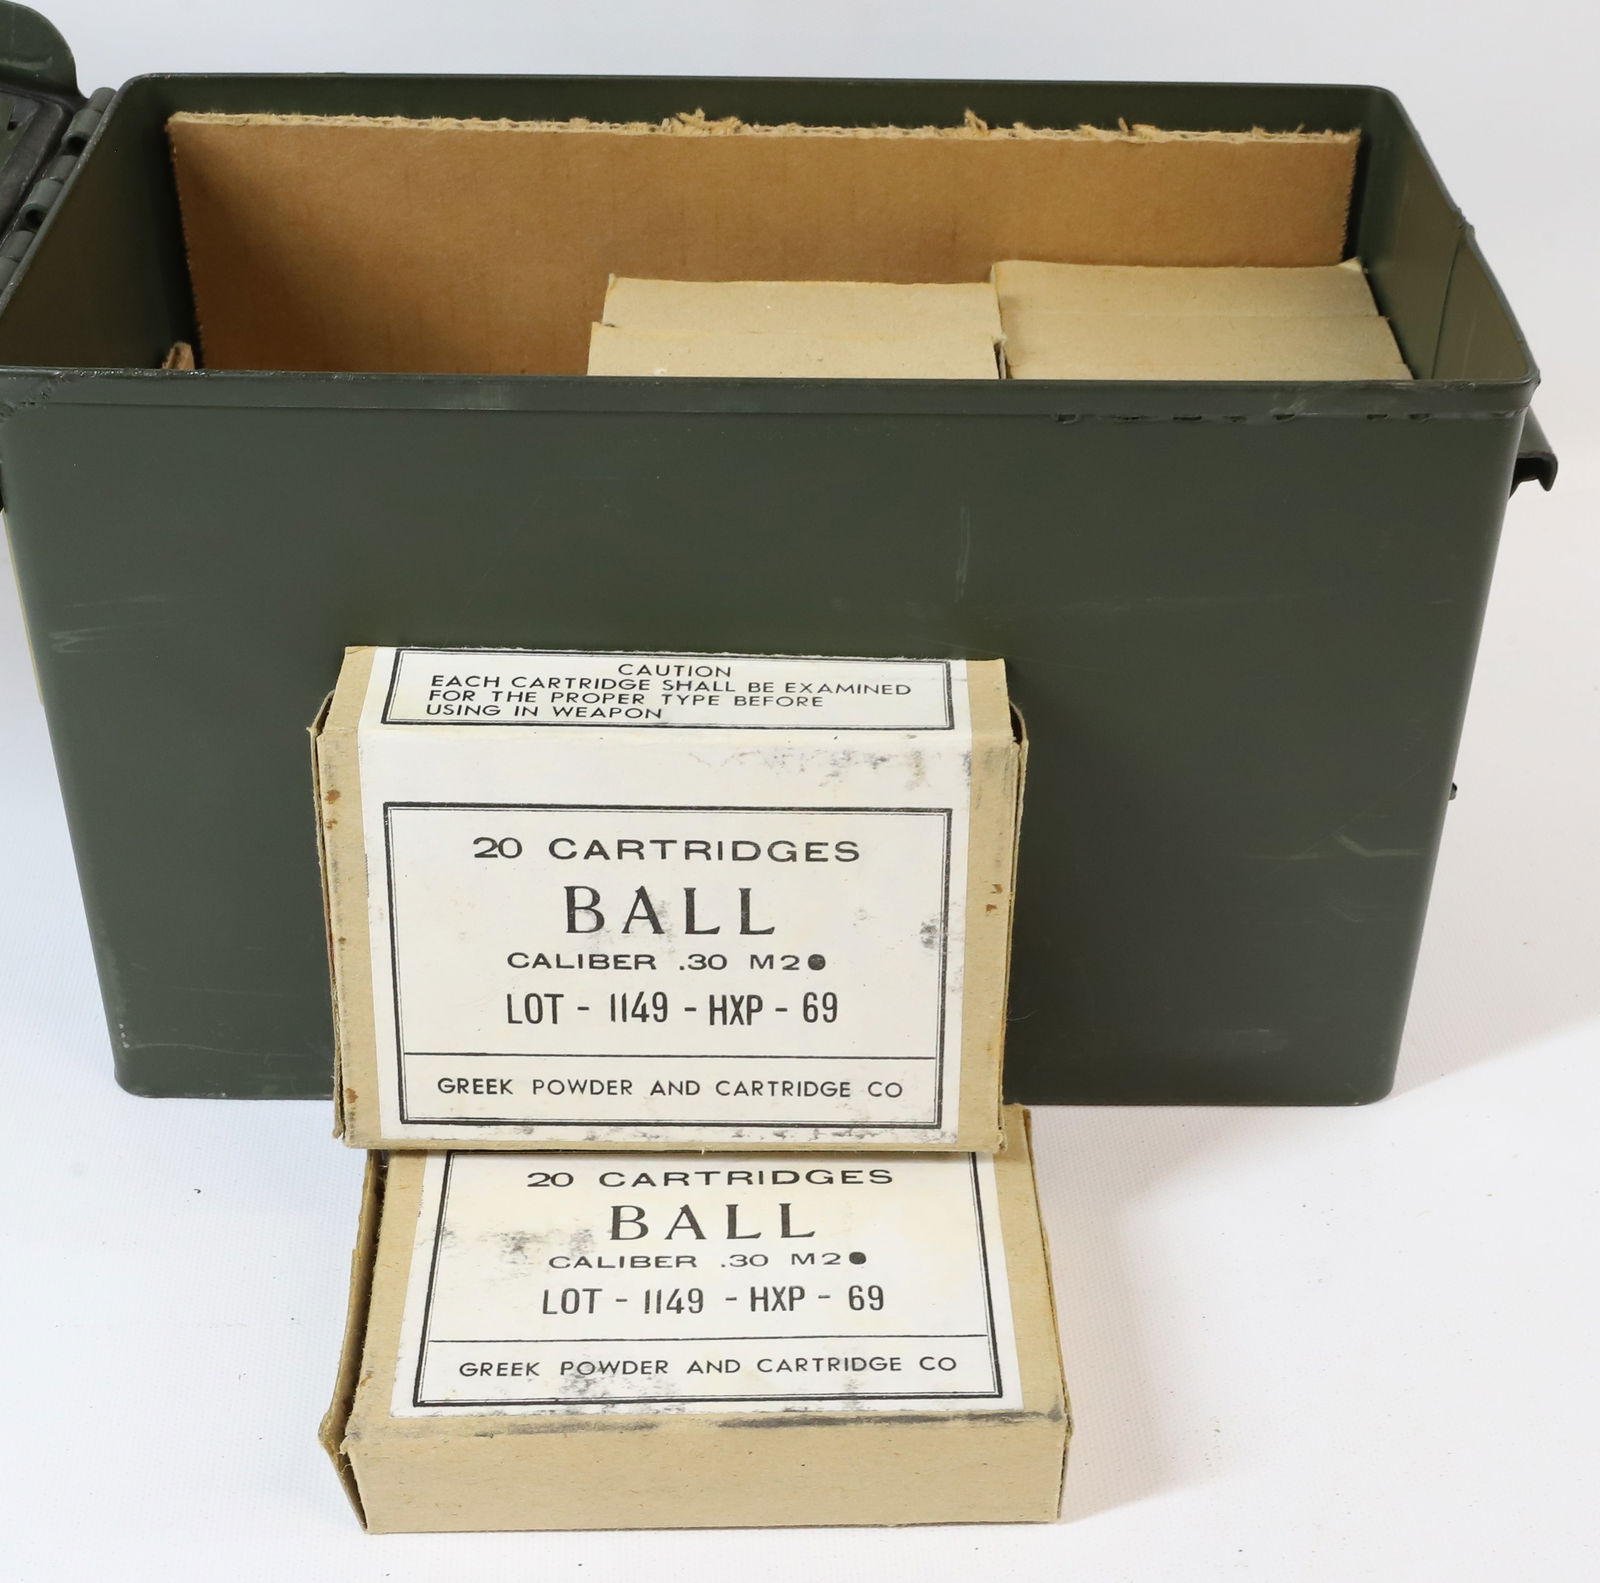 CAUTION
EACH CARTRIDGE SHALL BE EXAMINED
FOR THE PROPER TYPE BEFORE
USING IN WEAPON
20 CARTRIDGES
BALL
CALIBER .30 M2●
LOT - 1149 - HXP - 69
GREEK POWDER AND CARTRIDGE CO
20 CARTRIDGES
BALL
CALIBER .30 M2●
LOT - 1149 - HXP - 69
GREEK POWDER AND CARTRIDGE CO